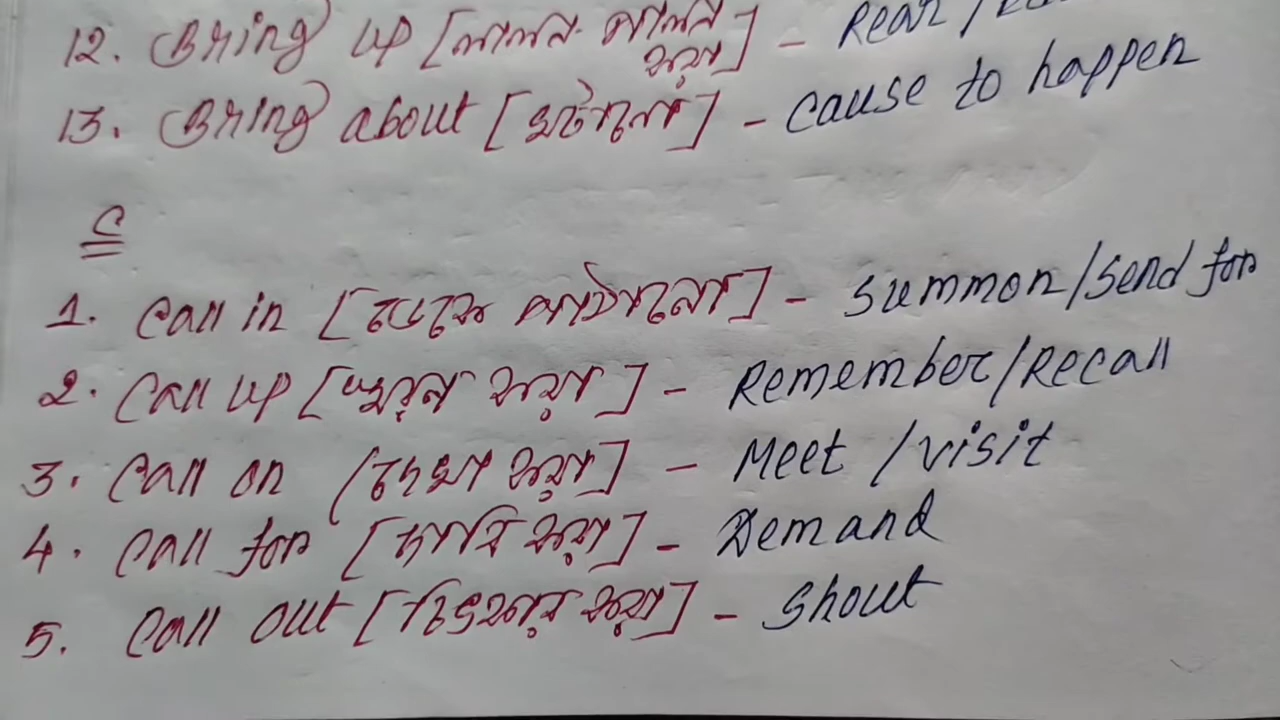 12. Bring up [লালন পালন করা] - Rear /
13. Bring about [ঘটানো] - cause to happen
C
1. Call in [ডেকে পাঠানো] - Summon/Send for
2. Call up [স্মরন করা] - Remember/Recall
3. Call on [দেখা করা] - Meet /visit
4. Call for [দাবি করা] - Demand
5. Call out [চিৎকার করা] - Shout